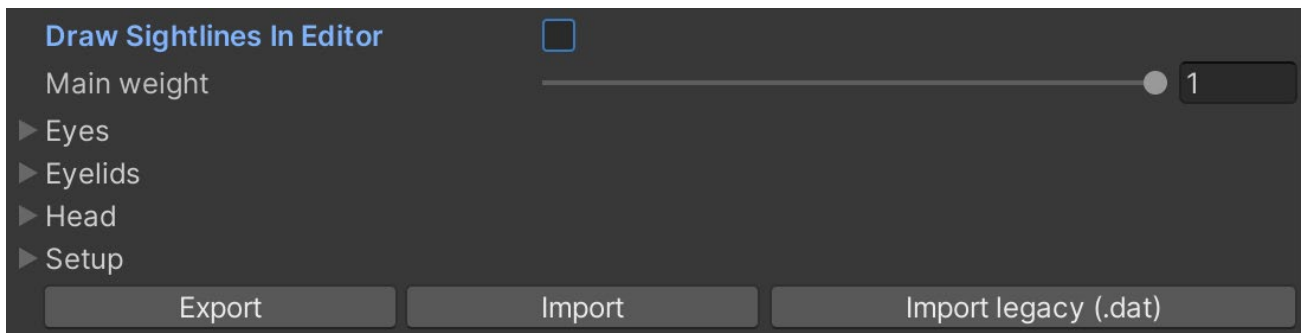 Draw Sightlines In Editor
Main weight 1
Eyes
Eyelids
Head
Setup
Export Import Import legacy (.dat)